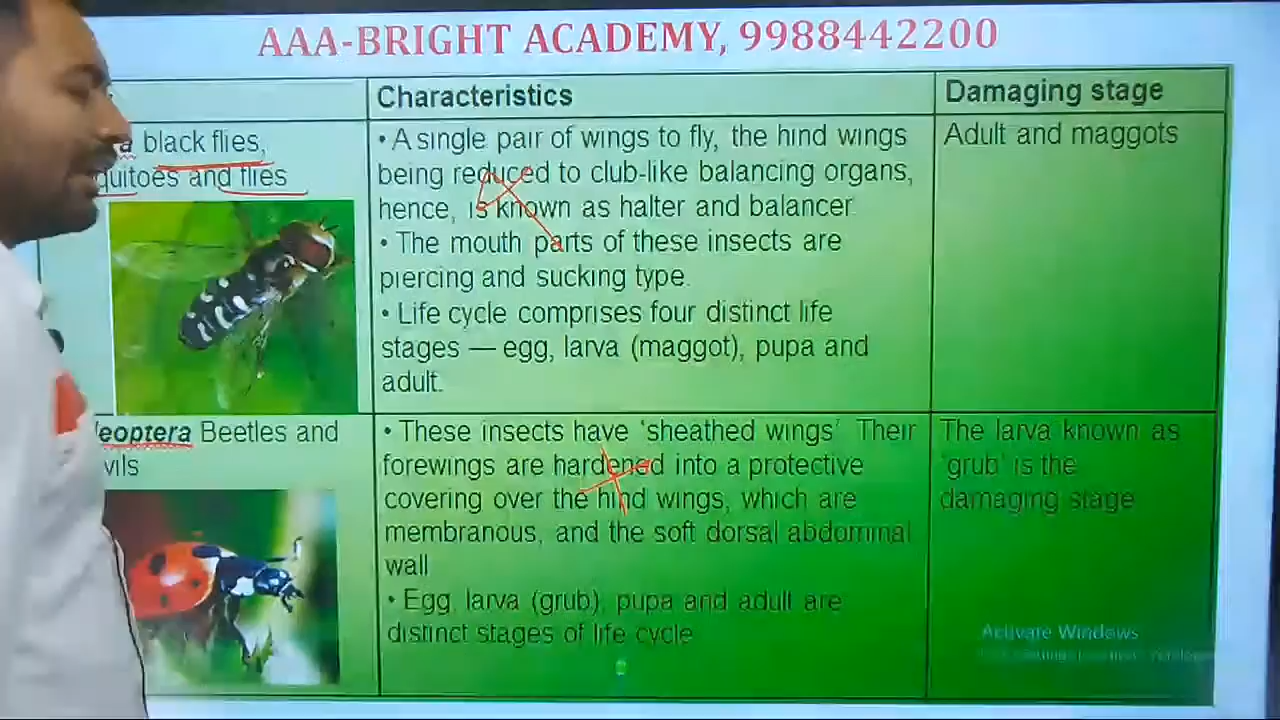 AAA-BRIGHT ACADEMY, 9988442200
Characteristics
Damaging stage
a black flies,
quitoes and flies
• A single pair of wings to fly, the hind wings
being reduced to club-like balancing organs,
hence, is known as halter and balancer
• The mouth parts of these insects are
piercing and sucking type.
• Life cycle comprises four distinct life
stages — egg, larva (maggot), pupa and
adult.
Adult and maggots
leoptera Beetles and
vils
• These insects have 'sheathed wings' Their
forewings are hardened into a protective
covering over the hind wings, which are
membranous, and the soft dorsal abdominal
wall
• Egg, larva (grub), pupa and adult are
distinct stages of life cycle
The larva known as
'grub' is the
damaging stage
Activate Windows